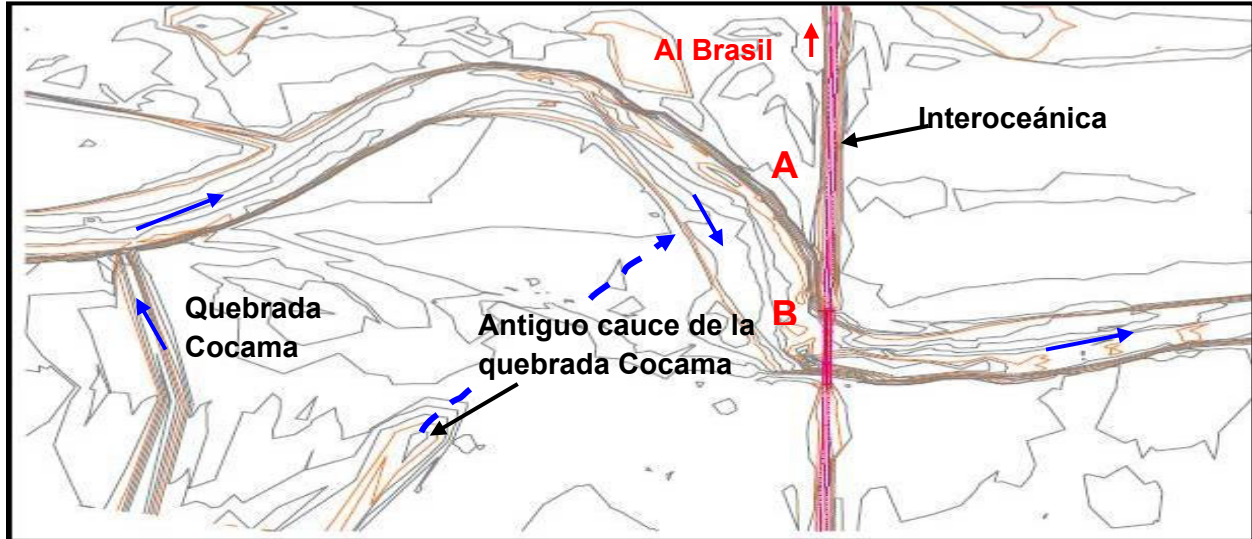 Al Brasil
Interoceánica
A
Quebrada
Cocama
B
Antiguo cauce de la
quebrada Cocama